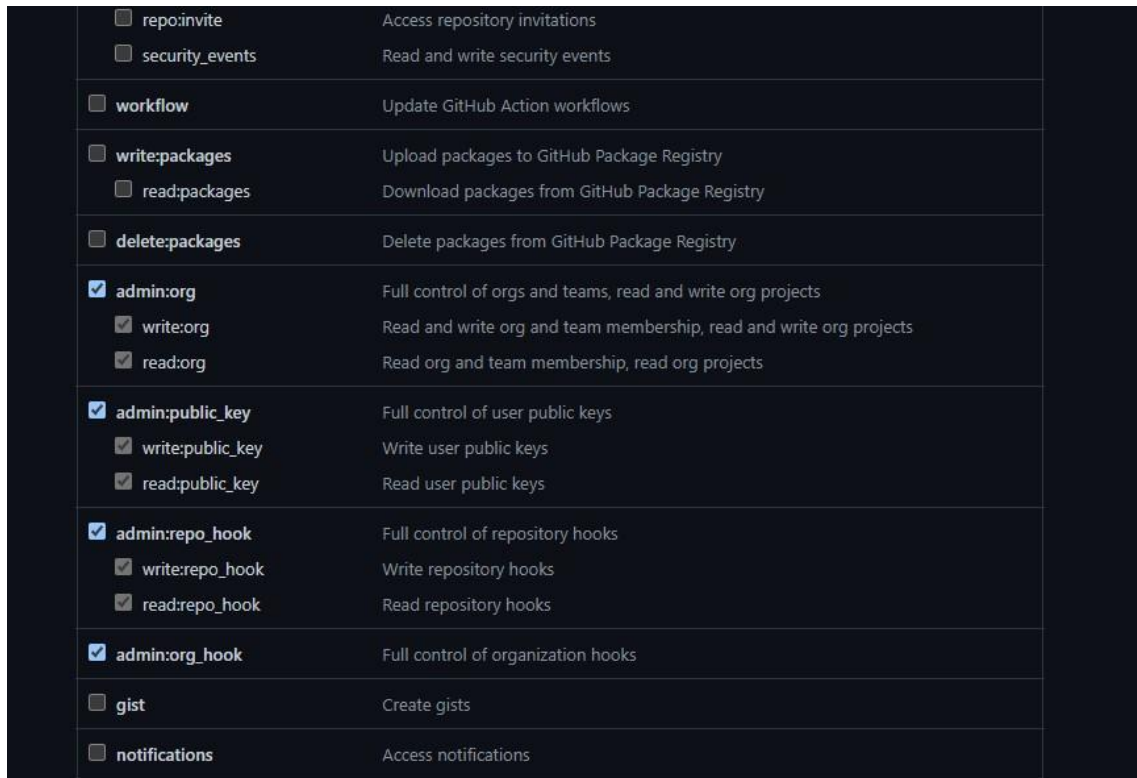 repo:invite Access repository invitations
security_events Read and write security events
workflow Update GitHub Action workflows
write:packages Upload packages to GitHub Package Registry
read:packages Download packages from GitHub Package Registry
delete:packages Delete packages from GitHub Package Registry
admin:org Full control of orgs and teams, read and write org projects
write:org Read and write org and team membership, read and write org projects
read:org Read org and team membership, read org projects
admin:public_key Full control of user public keys
write:public_key Write user public keys
read:public_key Read user public keys
admin:repo_hook Full control of repository hooks
write:repo_hook Write repository hooks
read:repo_hook Read repository hooks
admin:org_hook Full control of organization hooks
gist Create gists
notifications Access notifications